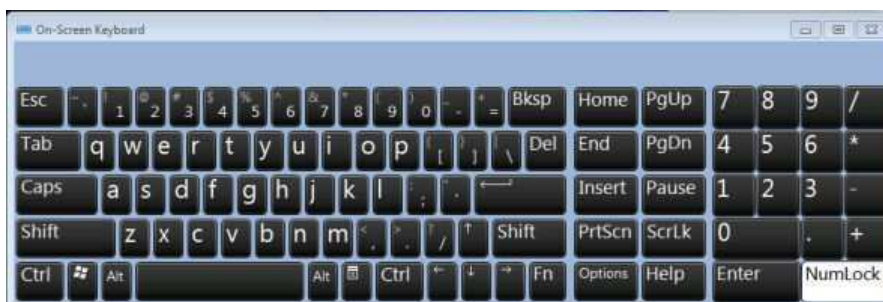 On-Screen Keyboard
Esc ~ ` ! 1 @ 2 # 3 $ 4 % 5 ^ 6 & 7 * 8 ( 9 ) 0 _ - + = Bksp Home PgUp 7 8 9 /
Tab q w e r t y u i o p { [ } ] | \ Del End PgDn 4 5 6 *
Caps a s d f g h j k l : ; " ' Insert Pause 1 2 3 -
Shift z x c v b n m < , > . ? / ↑ Shift PrtScn ScrLk 0 . +
Ctrl Alt Alt Ctrl ← ↓ → Fn Options Help Enter NumLock